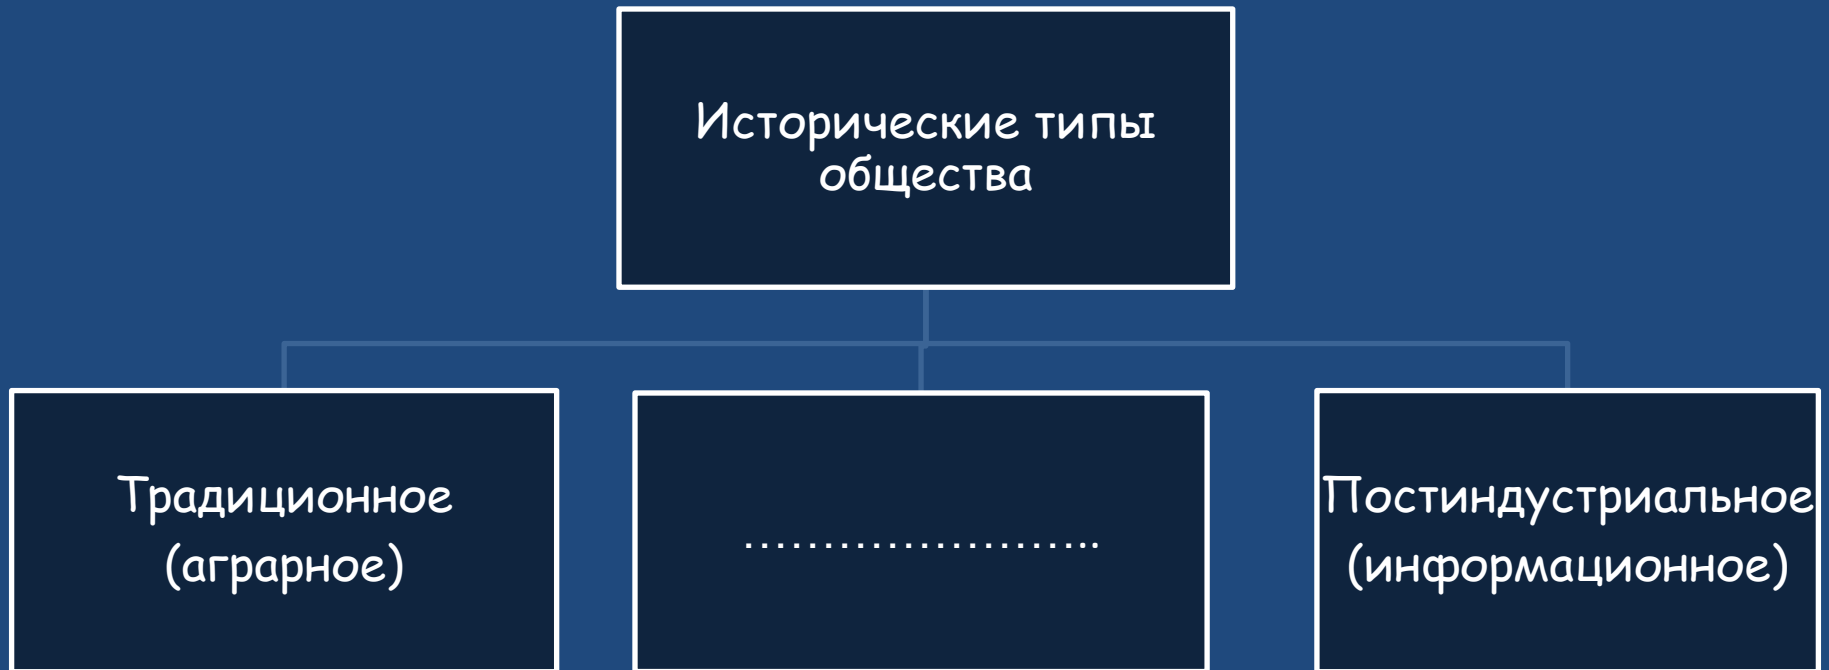 Исторические типы
общества
Традиционное
(аграрное)
……………………..
Постиндустриальное
(информационное)